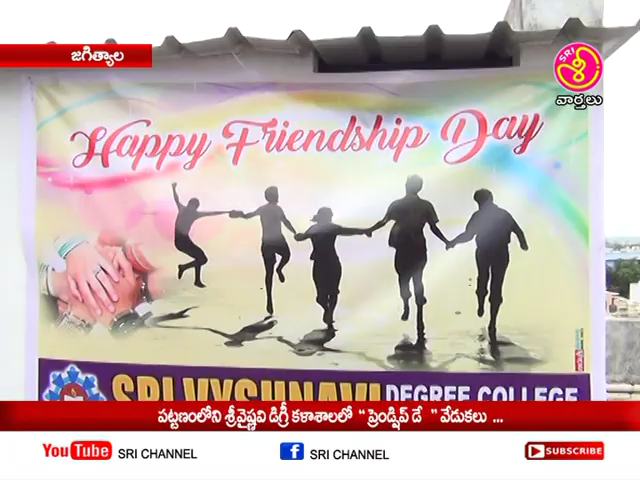 జగిత్యాల
SRI
శ్రీ
వార్తలు
Happy Friendship Day
SRI VYSHNAVI DEGREE COLLEGE
పట్టణంలోని శ్రీవైష్ణవి డిగ్రీ కళాశాలలో " ఫ్రెండ్షిప్ డే " వేడుకలు ...
YouTube SRI CHANNEL
f SRI CHANNEL
SUBSCRIBE